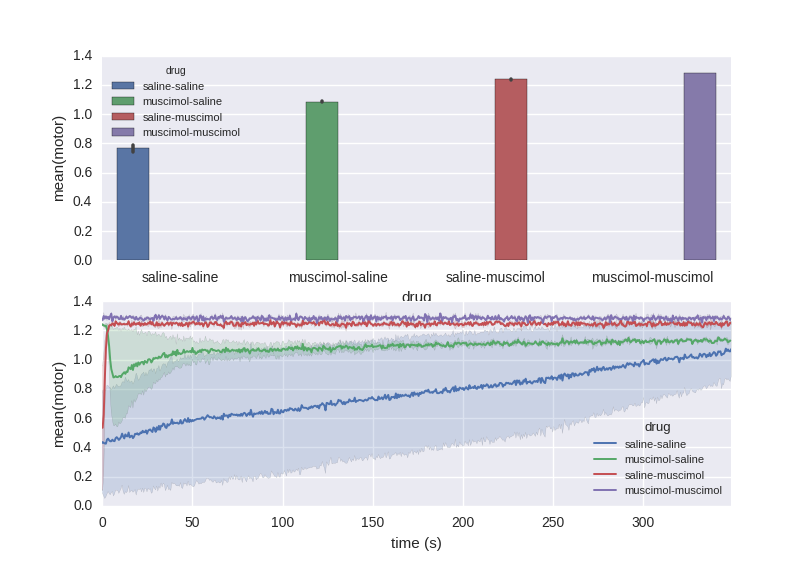 1.4
1.2
1.0
0.8
0.6
0.4
0.2
0.0
mean(motor)
drug
saline-saline
muscimol-saline
saline-muscimol
muscimol-muscimol
saline-saline muscimol-saline saline-muscimol muscimol-muscimol
drug
1.4
1.2
1.0
0.8
0.6
0.4
0.2
0.0
mean(motor)
drug
saline-saline
muscimol-saline
saline-muscimol
muscimol-muscimol
0 50 100 150 200 250 300
time (s)